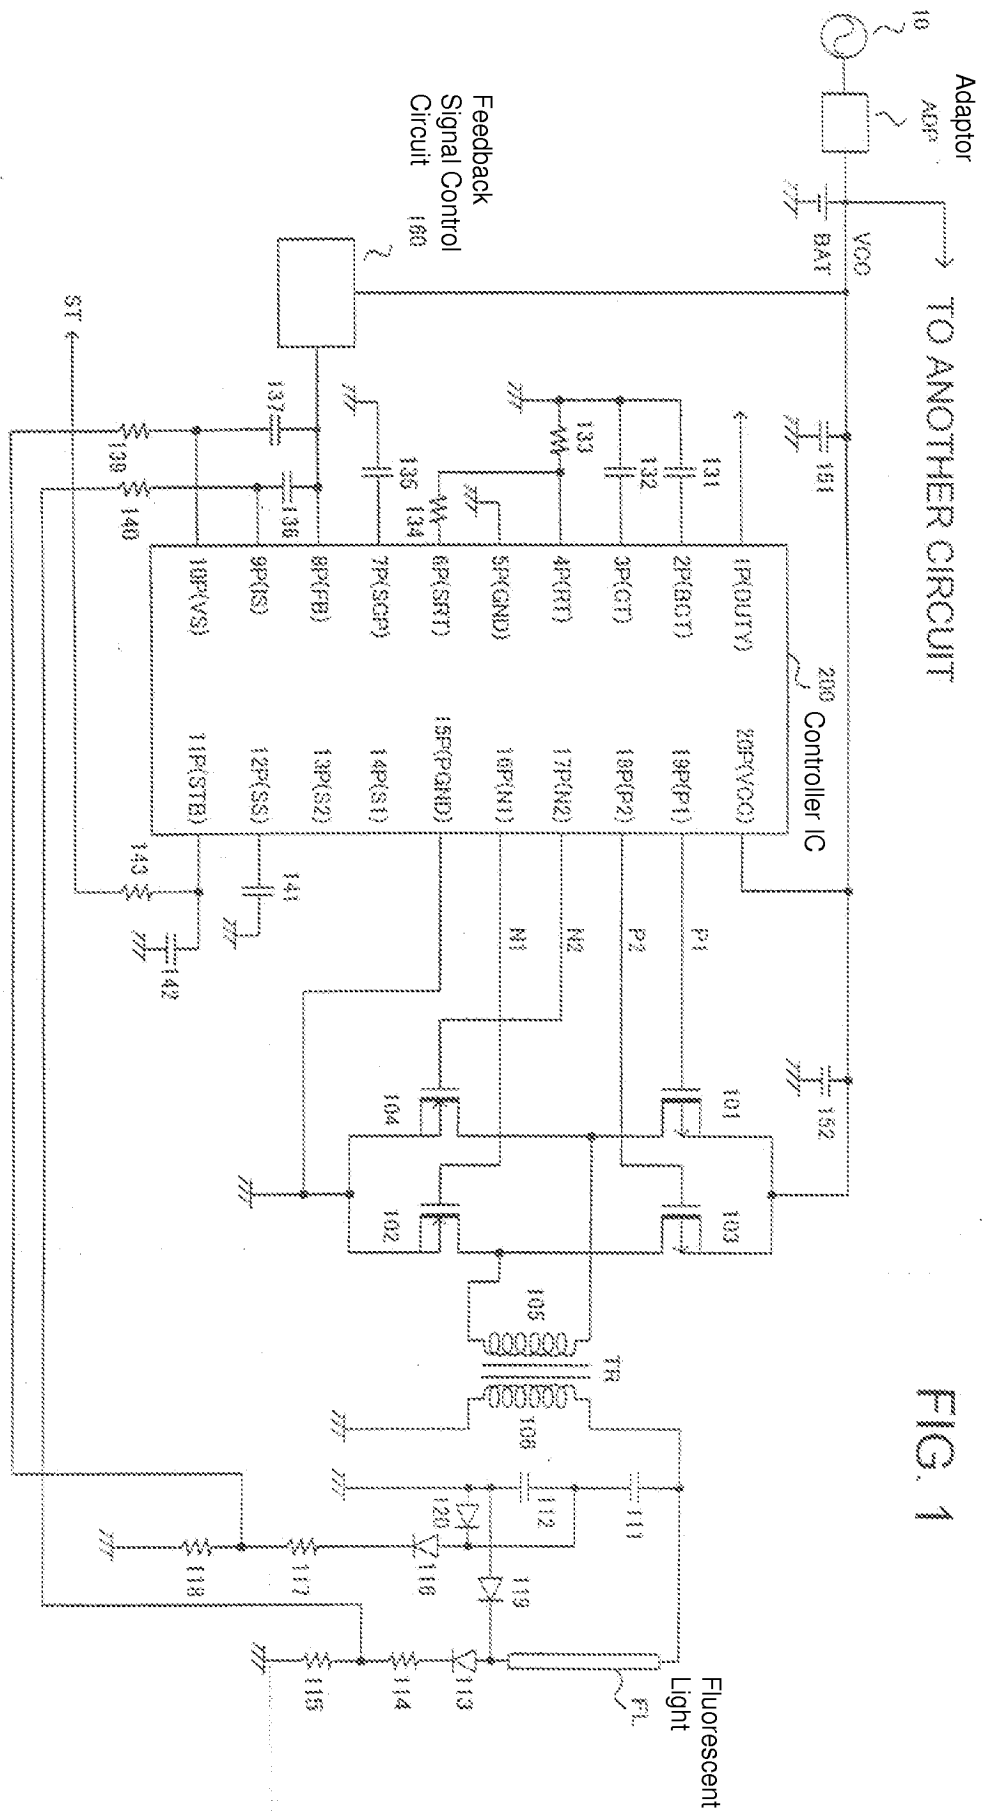 FIG. 1
TO ANOTHER CIRCUIT
Adaptor
ADP
10
VCC
BAT
151
152
Feedback
Signal Control
Circuit
160
200
Controller IC
131
132
133
134
135
136
137
139
140
ST
1P(DUTY)
2P(BCT)
3P(CT)
4P(RT)
5P(GND)
6P(SRT)
7P(SCP)
8P(FB)
9P(IS)
10P(VS)
20P(VCC)
19P(P1)
18P(P2)
17P(N2)
16P(N1)
15P(PGND)
14P(S1)
13P(S2)
12P(SS)
11P(STB)
P1
P2
N2
N1
141
142
143
101
103
104
102
105
TR
106
111
112
120
116
119
117
118
113
114
115
FL
Fluorescent
Light